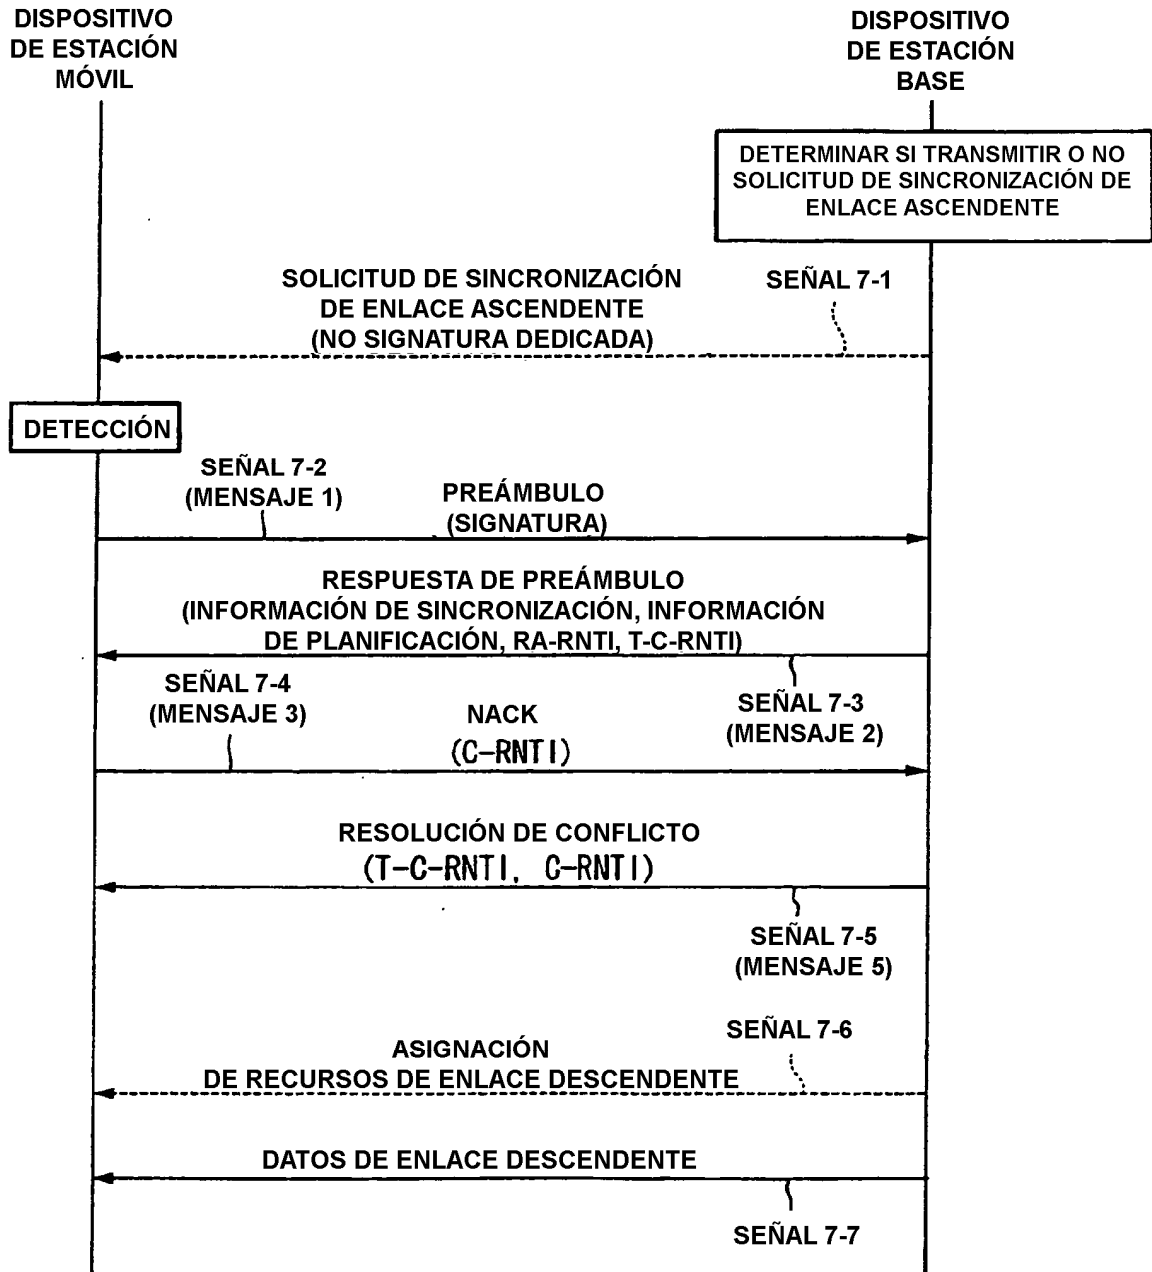 DISPOSITIVO
DE ESTACIÓN
MÓVIL
DISPOSITIVO
DE ESTACIÓN
BASE
DETERMINAR SI TRANSMITIR O NO
SOLICITUD DE SINCRONIZACIÓN DE
ENLACE ASCENDENTE
SOLICITUD DE SINCRONIZACIÓN
DE ENLACE ASCENDENTE
(NO SIGNATURA DEDICADA)
SEÑAL 7-1
DETECCIÓN
SEÑAL 7-2
(MENSAJE 1)
PREÁMBULO
(SIGNATURA)
RESPUESTA DE PREÁMBULO
(INFORMACIÓN DE SINCRONIZACIÓN, INFORMACIÓN
DE PLANIFICACIÓN, RA-RNTI, T-C-RNTI)
SEÑAL 7-3
(MENSAJE 2)
SEÑAL 7-4
(MENSAJE 3)
NACK
(C-RNTI)
RESOLUCIÓN DE CONFLICTO
(T-C-RNTI, C-RNTI)
SEÑAL 7-5
(MENSAJE 5)
SEÑAL 7-6
ASIGNACIÓN
DE RECURSOS DE ENLACE DESCENDENTE
DATOS DE ENLACE DESCENDENTE
SEÑAL 7-7